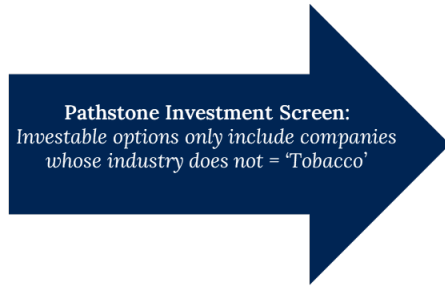 Pathstone Investment Screen:
Investable options only include companies
whose industry does not = ‘Tobacco’